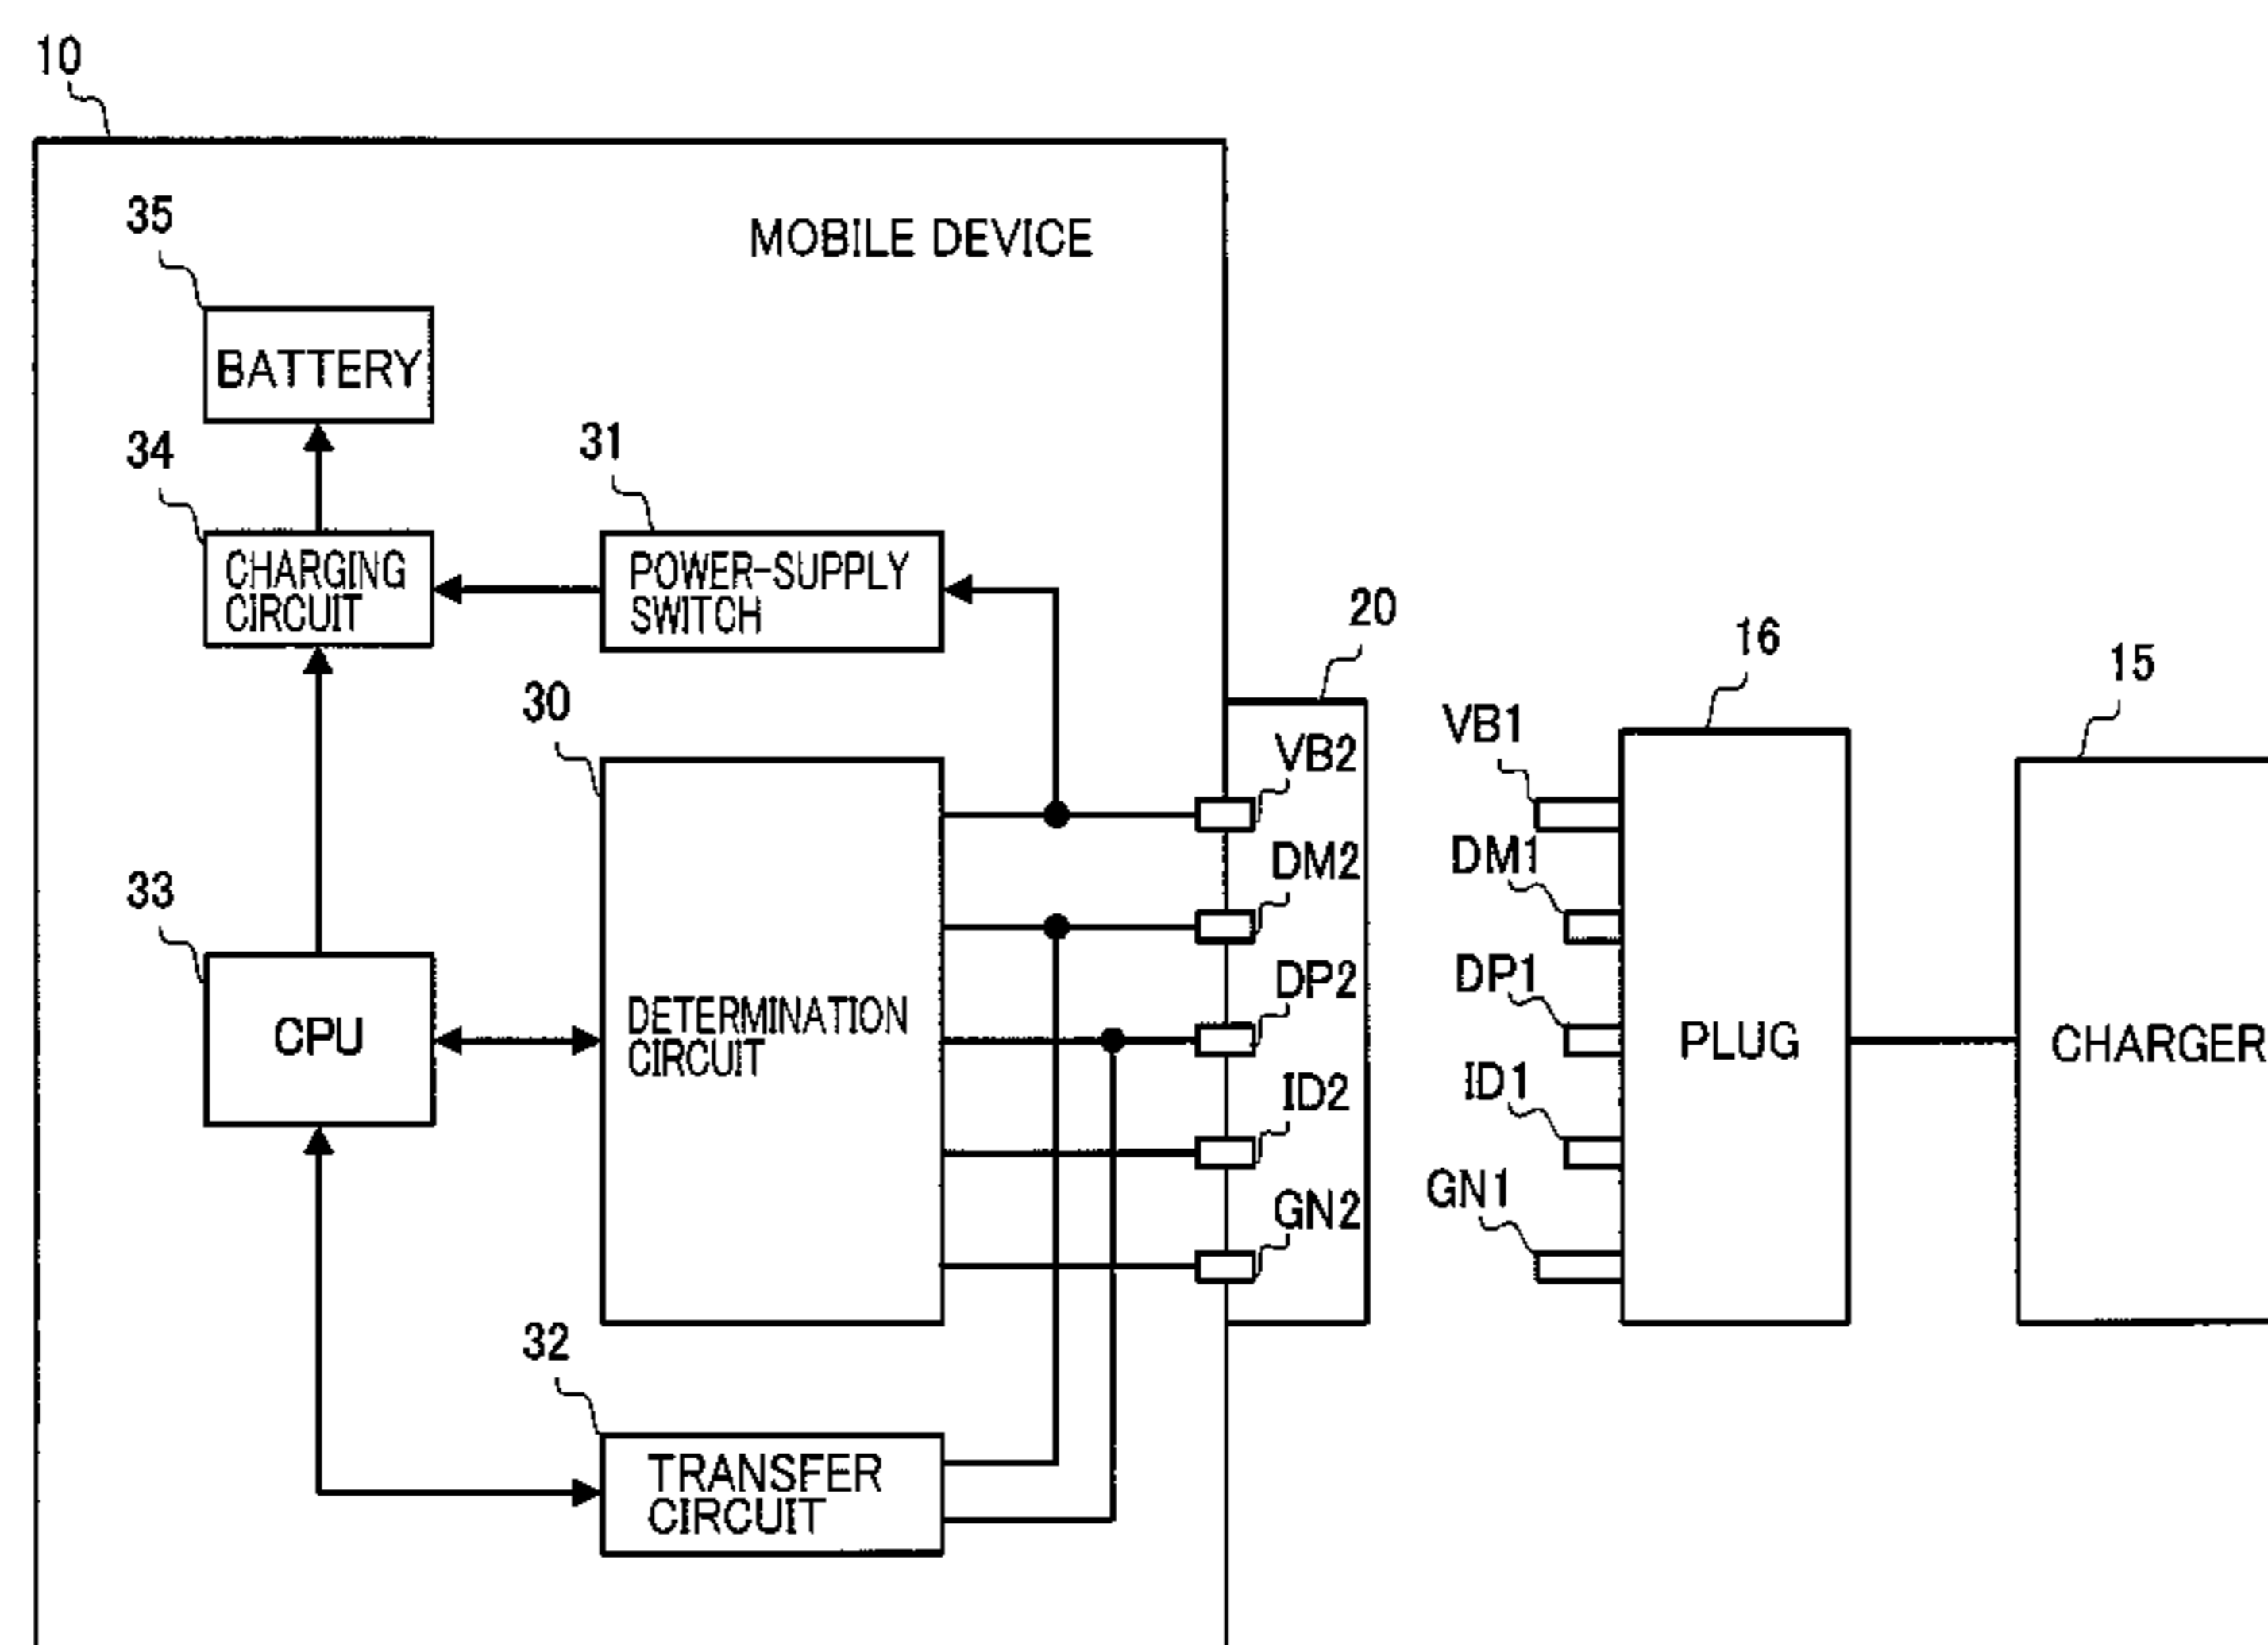 10
MOBILE DEVICE
35
BATTERY
34
CHARGING
CIRCUIT
31
POWER-SUPPLY
SWITCH
20
16
15
30
VB2
VB1
DM2
DM1
33
CPU
DETERMINATION
CIRCUIT
DP2
DP1
PLUG
CHARGER
ID2
ID1
GN2
GN1
32
TRANSFER
CIRCUIT